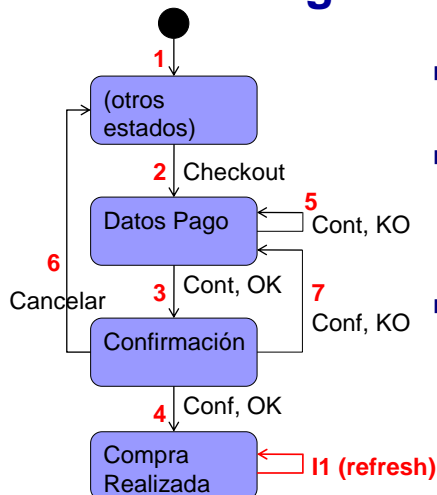 1
(otros
estados)
2 Checkout
Datos Pago
5
Cont, KO
6
Cancelar
3 Cont, OK
7
Conf, KO
Confirmación
4 Conf, OK
Compra
Realizada
I1 (refresh)